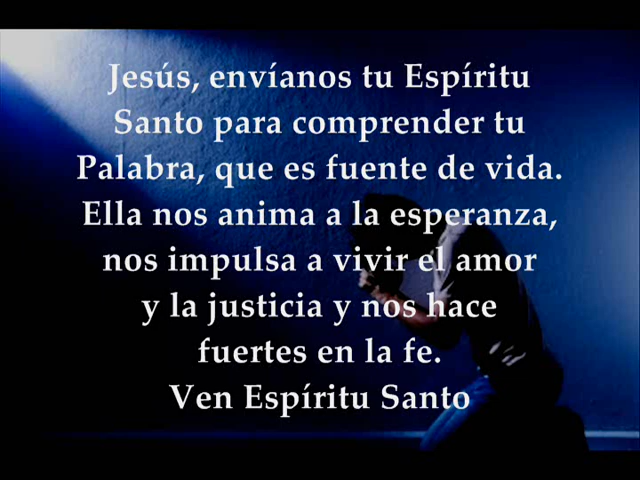 Jesús, envíanos tu Espíritu
Santo para comprender tu
Palabra, que es fuente de vida.
Ella nos anima a la esperanza,
nos impulsa a vivir el amor
y la justicia y nos hace
fuertes en la fe.
Ven Espíritu Santo